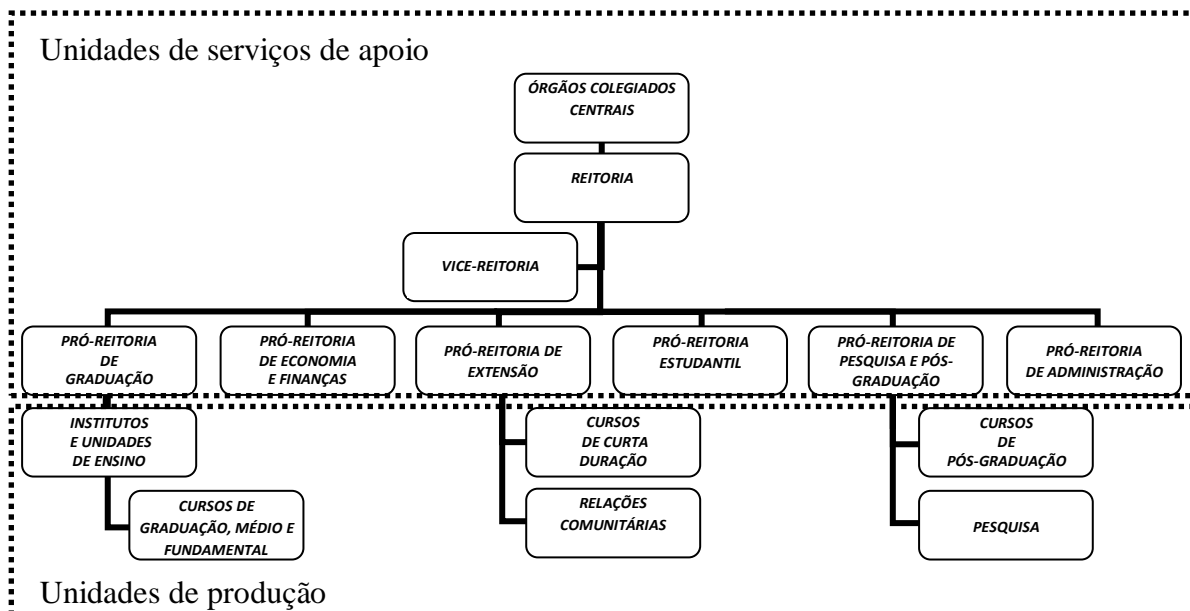 Unidades de serviços de apoio
ÓRGÃOS COLEGIADOS
CENTRAIS
REITORIA
VICE-REITORIA
PRÓ-REITORIA
DE
GRADUAÇÃO
PRÓ-REITORIA
DE ECONOMIA
E FINANÇAS
PRÓ-REITORIA DE
EXTENSÃO
PRÓ-REITORIA
ESTUDANTIL
PRÓ-REITORIA DE
PESQUISA E PÓS-
GRADUAÇÃO
PRÓ-REITORIA
DE ADMINISTRAÇÃO
INSTITUTOS
E UNIDADES
DE ENSINO
CURSOS DE
GRADUAÇÃO, MÉDIO E
FUNDAMENTAL
CURSOS
DE CURTA
DURAÇÃO
RELAÇÕES
COMUNITÁRIAS
CURSOS
DE
PÓS-GRADUAÇÃO
PESQUISA
Unidades de produção